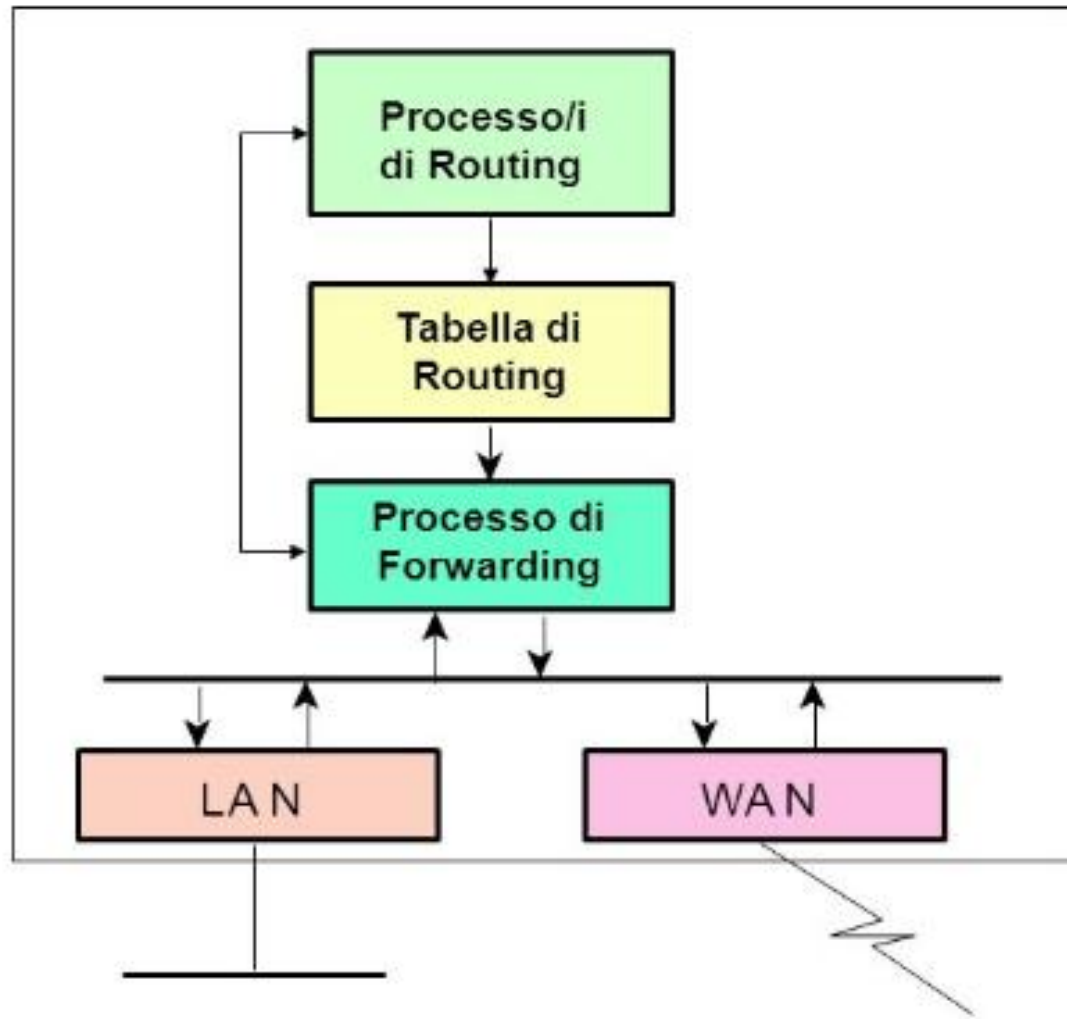 Processo/i
di Routing
Tabella di
Routing
Processo di
Forwarding
LAN
WAN